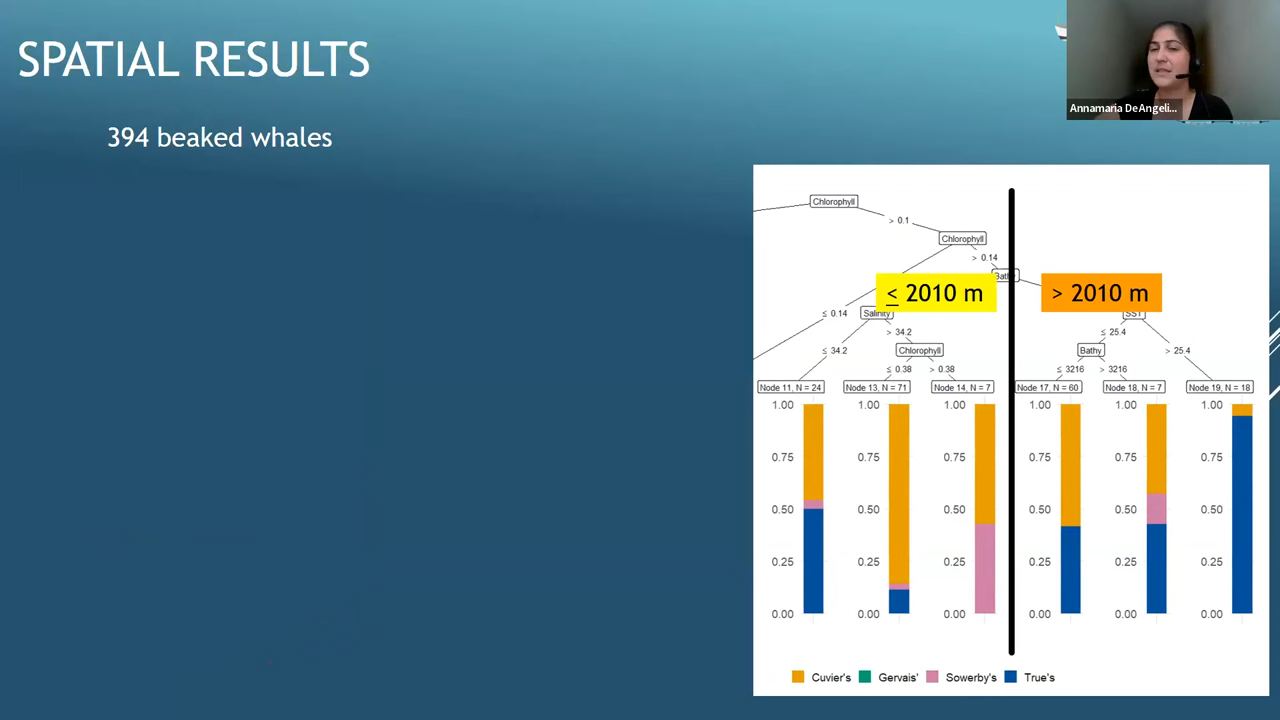 SPATIAL RESULTS
394 beaked whales
Annamaria DeAngeli...
Chlorophyll
> 0.1
Chlorophyll
> 0.14
Bathy
≤ 2010 m
> 2010 m
≤ 0.14
Salinity
SST
> 34.2
≤ 25.4
≤ 34.2
Chlorophyll
Bathy
> 25.4
≤ 0.38
> 0.38
≤ 3216
> 3216
Node 11, N = 24
Node 13, N = 71
Node 14, N = 7
Node 17, N = 60
Node 18, N = 7
Node 19, N = 18
1.00 1.00 1.00 1.00 1.00 1.00
0.75 0.75 0.75 0.75 0.75 0.75
0.50 0.50 0.50 0.50 0.50 0.50
0.25 0.25 0.25 0.25 0.25 0.25
0.00 0.00 0.00 0.00 0.00 0.00
Cuvier's Gervais' Sowerby's True's